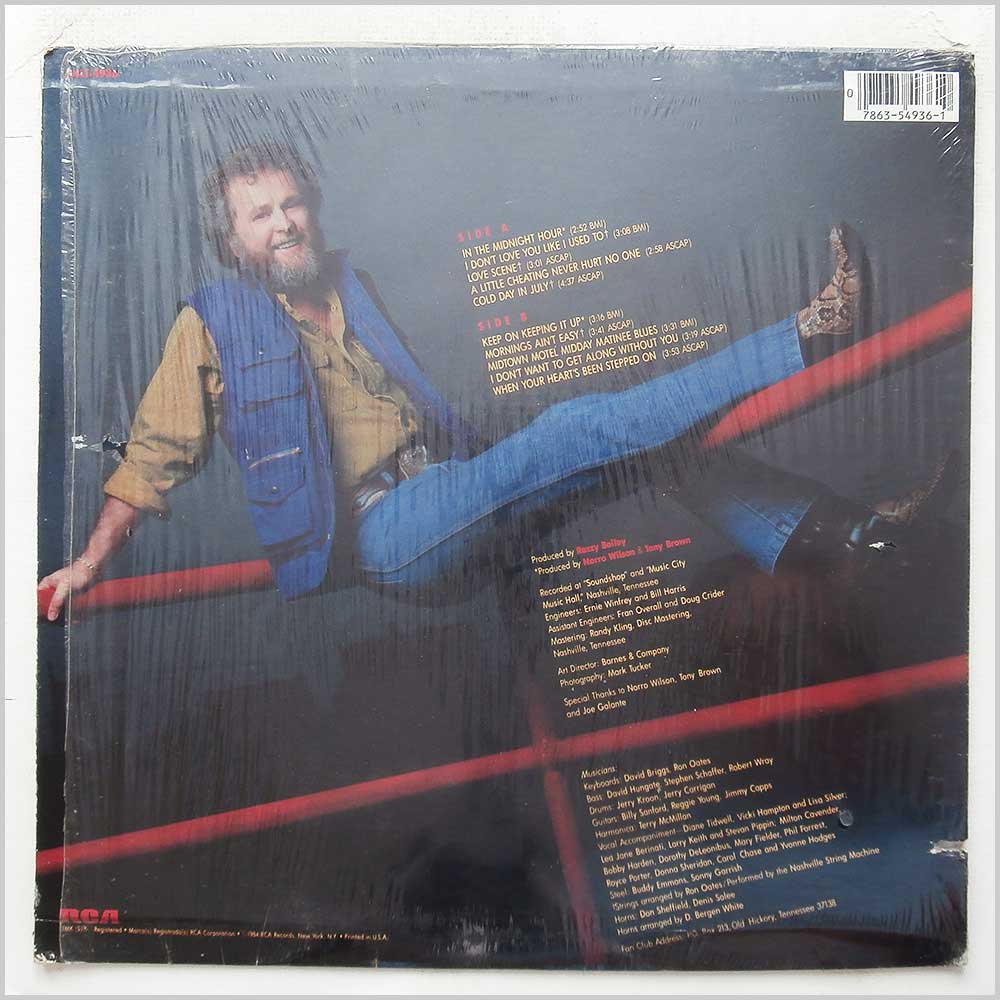 0
7863-54936-1
SIDE A
IN THE MIDNIGHT HOUR* (2:52 BMI)
I DON'T LOVE YOU LIKE I USED TO† (3:08 BMI)
LOVE SCENE† (3:01 ASCAP)
A LITTLE CHEATING NEVER HURT NO ONE (2:58 ASCAP)
COLD DAY IN JULY† (4:37 ASCAP)
SIDE B
KEEP ON KEEPING IT UP* (3:16 BMI)
MORNINGS AIN'T EASY† (3:41 ASCAP)
MIDTOWN MOTEL MIDDAY MATINEE BLUES (3:31 BMI)
I DON'T WANT TO GET ALONG WITHOUT YOU (3:19 ASCAP)
WHEN YOUR HEART'S BEEN STEPPED ON (3:53 ASCAP)
Produced by Razzy Bailey
*Produced by Norro Wilson & Tony Brown
Recorded at "Soundshop" and "Music City
Music Hall," Nashville, Tennessee
Engineers: Ernie Winfrey and Bill Harris
Assistant Engineers: Fran Overall and Doug Crider
Mastering: Randy Kling, Disc Mastering,
Nashville, Tennessee
Art Director: Barnes & Company
Photography: Mark Tucker
Special Thanks to Norro Wilson, Tony Brown
and Joe Galante
Musicians:
Keyboards: David Briggs, Ron Oates
Bass: David Hungate, Stephen Schaffer, Robert Wray
Drums: Jerry Kroon, Jerry Carrigan
Guitars: Billy Sanford, Reggie Young, Jimmy Capps
Harmonica: Terry McMillan
Vocal Accompaniment—Diane Tidwell, Vicki Hampton and Lisa Silver;
Lea Jane Berinati, Larry Keith and Stevan Pippin, Milton Cavender,
Bobby Harden, Dorothy DeLeonibus, Mary Fielder, Phil Forrest,
Royce Porter, Donna Sheridan, Carol Chase and Yvonne Hodges
Steel: Buddy Emmons, Sonny Garrish
†Strings arranged by Ron Oates/Performed by the Nashville String Machine
Horns: Don Sheffield, Denis Solee
Horns arranged by D. Bergen White
Fan Club Address: P.O. Box 213, Old Hickory, Tennessee 37138
RCA
Registered • Marca(s) Registrada(s) RCA Corporation • ©1984 RCA Records, New York, N.Y. • Printed in U.S.A.